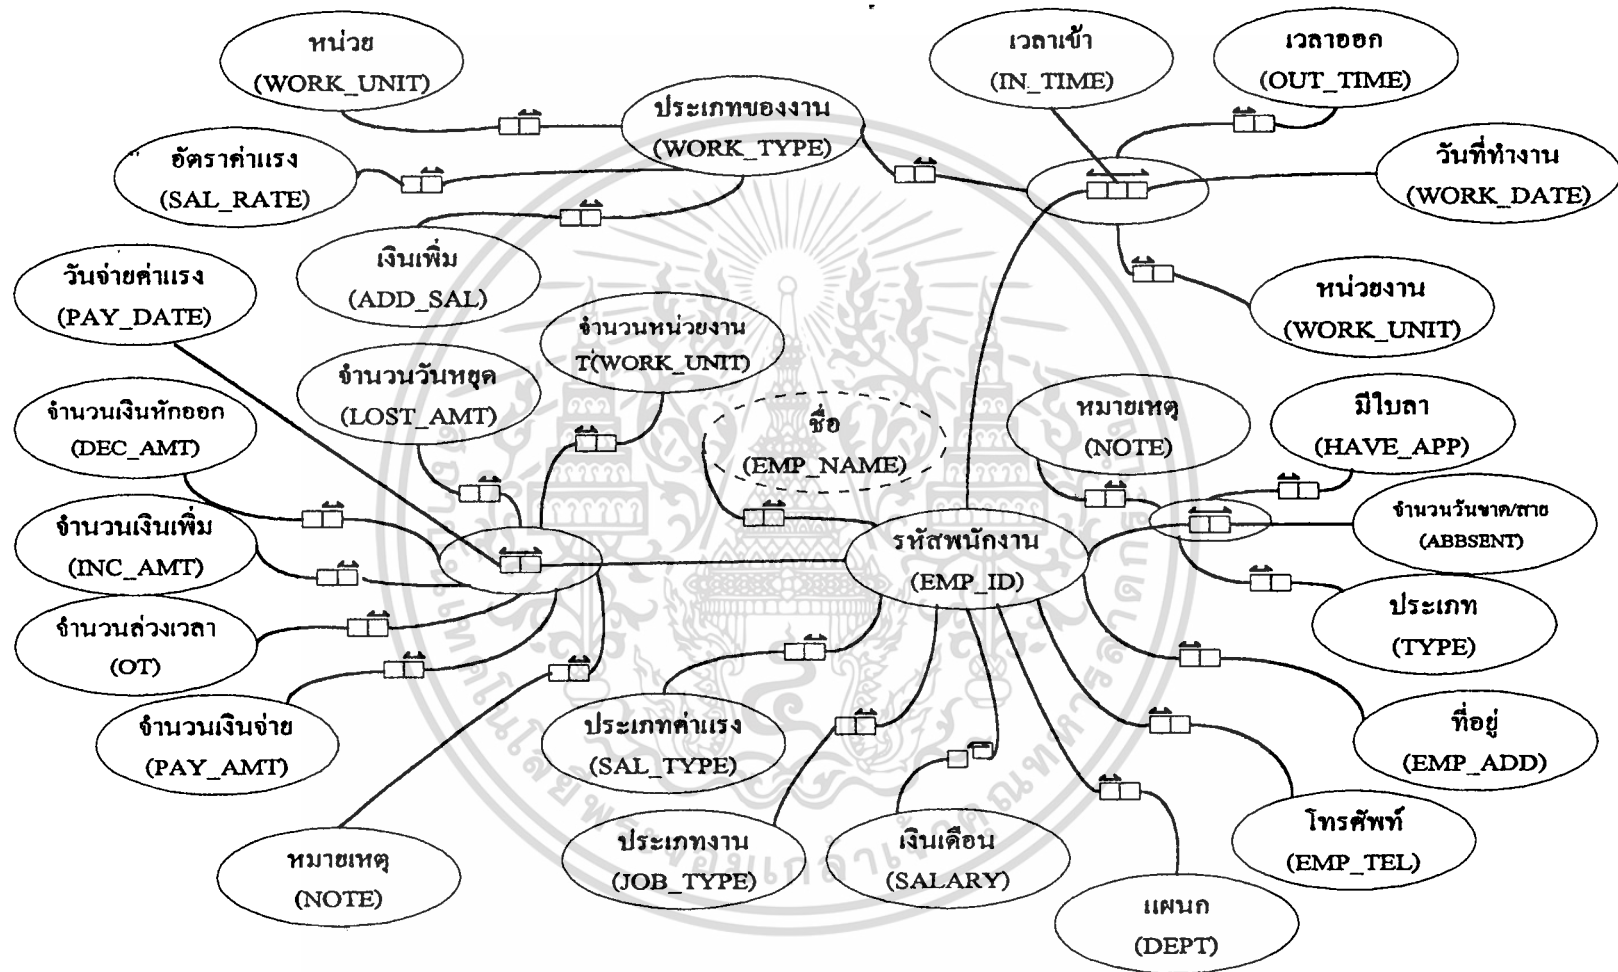 หน่วย
(WORK_UNIT)
เวลาเข้า
(IN_TIME)
เวลาออก
(OUT_TIME)
ประเภทของงาน
(WORK_TYPE)
อัตราค่าแรง
(SAL_RATE)
วันที่ทำงาน
(WORK_DATE)
เงินเพิ่ม
(ADD_SAL)
วันจ่ายค่าแรง
(PAY_DATE)
หน่วยงาน
(WORK_UNIT)
จำนวนหน่วยงาน
T(WORK_UNIT)
จำนวนวันหยุด
(LOST_AMT)
จำนวนเงินหักออก
(DEC_AMT)
ชื่อ
(EMP_NAME)
หมายเหตุ
(NOTE)
มีใบลา
(HAVE_APP)
จำนวนเงินเพิ่ม
(INC_AMT)
รหัสพนักงาน
(EMP_ID)
จำนวนวันขาด/สาย
(ABBSENT)
จำนวนล่วงเวลา
(OT)
ประเภท
(TYPE)
จำนวนเงินจ่าย
(PAY_AMT)
ประเภทค่าแรง
(SAL_TYPE)
ที่อยู่
(EMP_ADD)
หมายเหตุ
(NOTE)
ประเภทงาน
(JOB_TYPE)
เงินเดือน
(SALARY)
โทรศัพท์
(EMP_TEL)
แผนก
(DEPT)